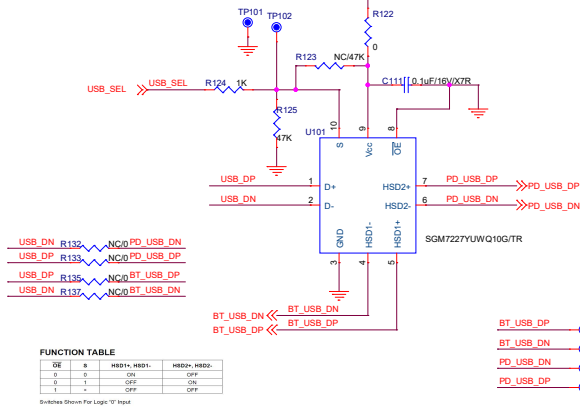 TP101
TP102
R122
0
R123
NC/47K
USB_SEL
USB_SEL
R124
1K
C111
0.1uF/16V/X7R
R125
47K
U101
10
9
8
S
Vcc
OE
USB_DP
1
D+
HSD2+
7
PD_USB_DP
PD_USB_DP
USB_DN
2
D-
HSD2-
6
PD_USB_DN
PD_USB_DN
GND
HSD1-
HSD1+
SGM7227YUWQ10G/TR
3
4
5
USB_DN R132 NC/0 PD_USB_DN
USB_DP R133 NC/0 PD_USB_DP
USB_DP R135 NC/0 BT_USB_DP
USB_DN R137 NC/0 BT_USB_DN
BT_USB_DN
BT_USB_DN
BT_USB_DP
BT_USB_DP
BT_USB_DP
BT_USB_DN
PD_USB_DN
PD_USB_DP
FUNCTION TABLE
OE S HSD1+, HSD1- HSD2+, HSD2-
0 0 ON OFF
0 1 OFF ON
1 - OFF OFF
Switches Shown For Logic "0" Input